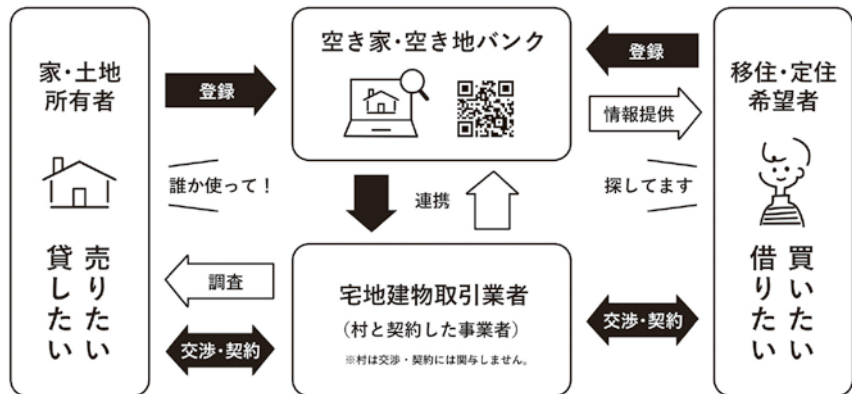 家・土地
所有者
売りたい
貸したい
登録
誰か使って！
空き家・空き地バンク
登録
情報提供
探してます
移住・定住
希望者
買いたい
借りたい
連携
調査
交渉・契約
宅地建物取引業者
（村と契約した事業者）
※村は交渉・契約には関与しません。
交渉・契約